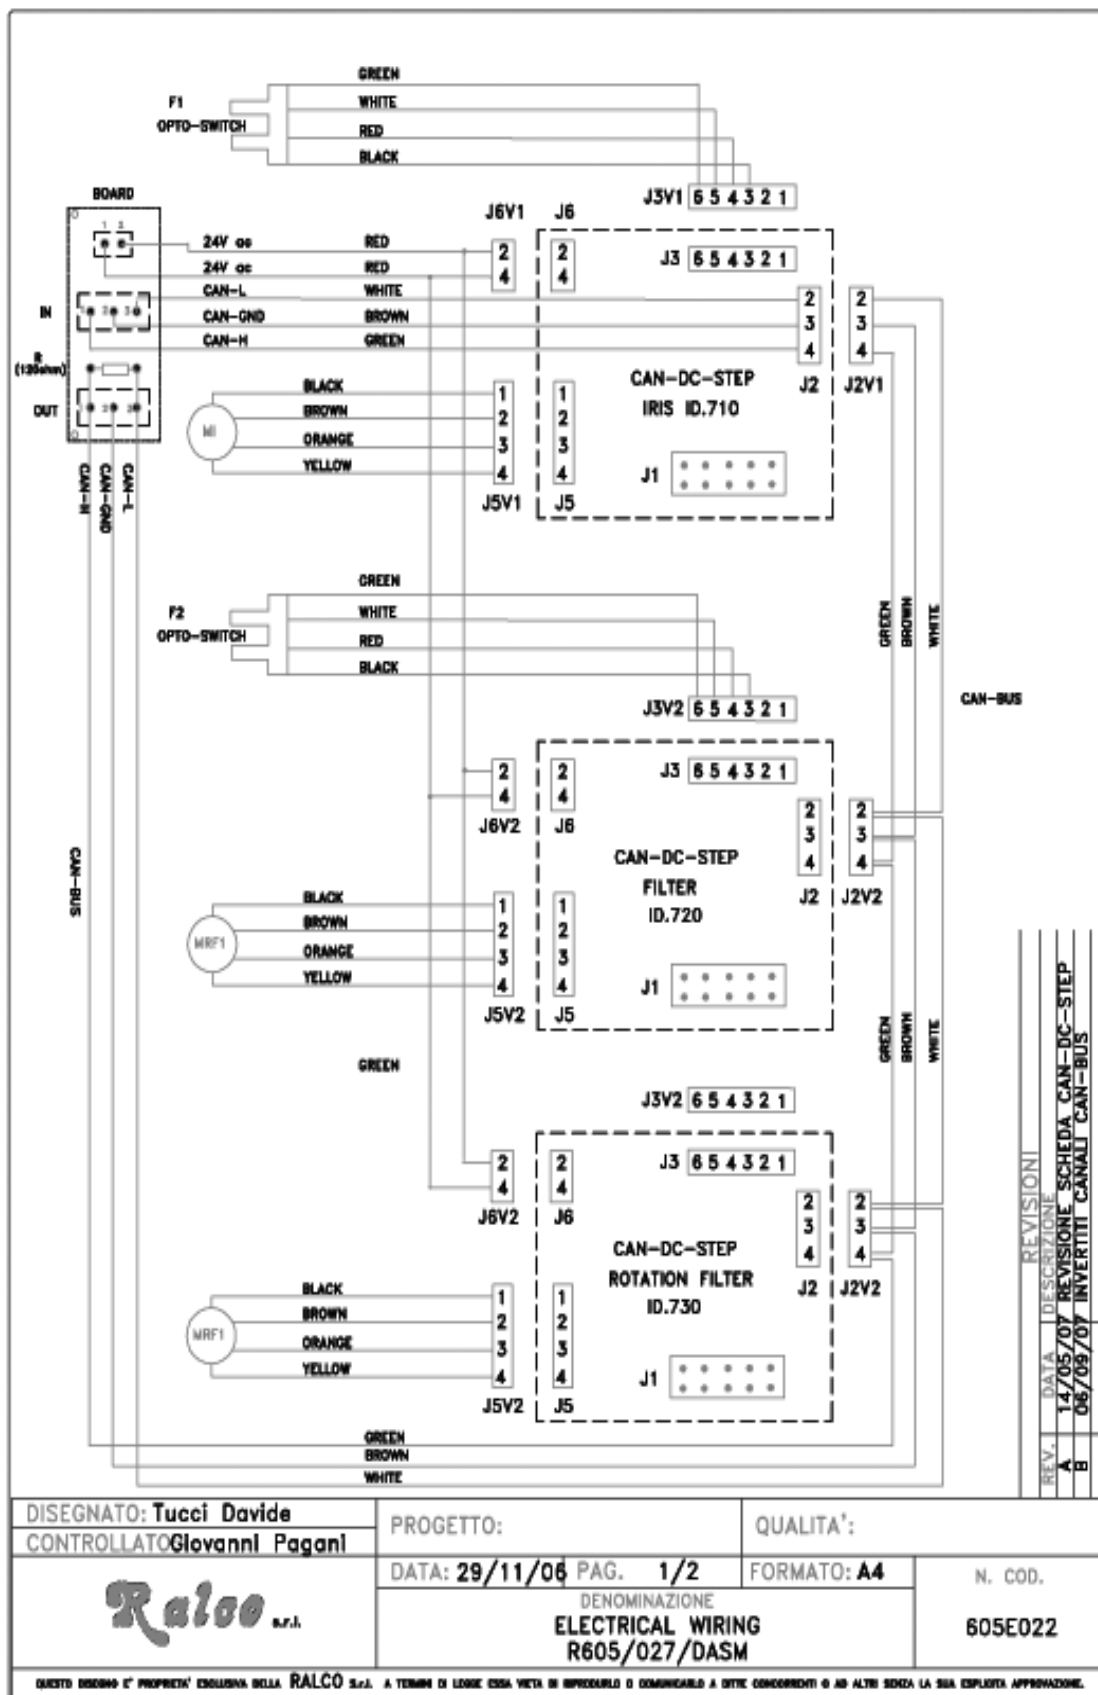 GREEN
F1
WHITE
OPTO-SWITCH
RED
BLACK
BOARD
J3V1 6 5 4 3 2 1
J6V1 J6
1 2
24V ac RED
2 2
J3 6 5 4 3 2 1
24V ac RED
4 4
CAN-L WHITE
2 2
IN
1 2 3
CAN-GND BROWN
3 3
R
(120ohm)
CAN-H GREEN
4 4
J2 J2V1
CAN-DC-STEP
IRIS ID.710
OUT
1 2 3
BLACK
1 1
BROWN
2 2
MI
ORANGE
3 3
YELLOW
4 4
J1
J5V1 J5
CAN-H
CAN-GND
CAN-L
GREEN
F2
WHITE
OPTO-SWITCH
RED
BLACK
GREEN
BROWN
WHITE
CAN-BUS
J3V2 6 5 4 3 2 1
2 2
J3 6 5 4 3 2 1
4 4
J6V2 J6
2 2
3 3
4 4
J2 J2V2
CAN-DC-STEP
FILTER
ID.720
CAN-BUS
BLACK
1 1
BROWN
2 2
MRF1
ORANGE
3 3
YELLOW
4 4
J1
J5V2 J5
GREEN
GREEN
BROWN
WHITE
J3V2 6 5 4 3 2 1
2 2
J3 6 5 4 3 2 1
4 4
J6V2 J6
2 2
3 3
4 4
J2 J2V2
CAN-DC-STEP
ROTATION FILTER
ID.730
BLACK
1 1
BROWN
2 2
MRF1
ORANGE
3 3
YELLOW
4 4
J1
J5V2 J5
GREEN
BROWN
WHITE
REVISIONI
REV. DATA DESCRIZIONE
A 14/05/07 REVISIONE SCHEDA CAN-DC-STEP
B 06/09/07 INVERTITI CANALI CAN-BUS
DISEGNATO: Tucci Davide
CONTROLLATO Giovanni Pagani
PROGETTO:
QUALITA':
DATA: 29/11/06 PAG. 1/2 FORMATO: A4
N. COD.
605E022
DENOMINAZIONE
ELECTRICAL WIRING
R605/027/DASM
Ralco s.r.l.
QUESTO DISEGNO E' PROPRIETA' ESCLUSIVA DELLA RALCO S.r.l. A TERMINI DI LEGGE ESSA VIETA DI RIPRODURLO O COMUNICARLO A DITTE CONCORRENTI O AD ALTRI SENZA LA SUA ESPLICITA APPROVAZIONE.